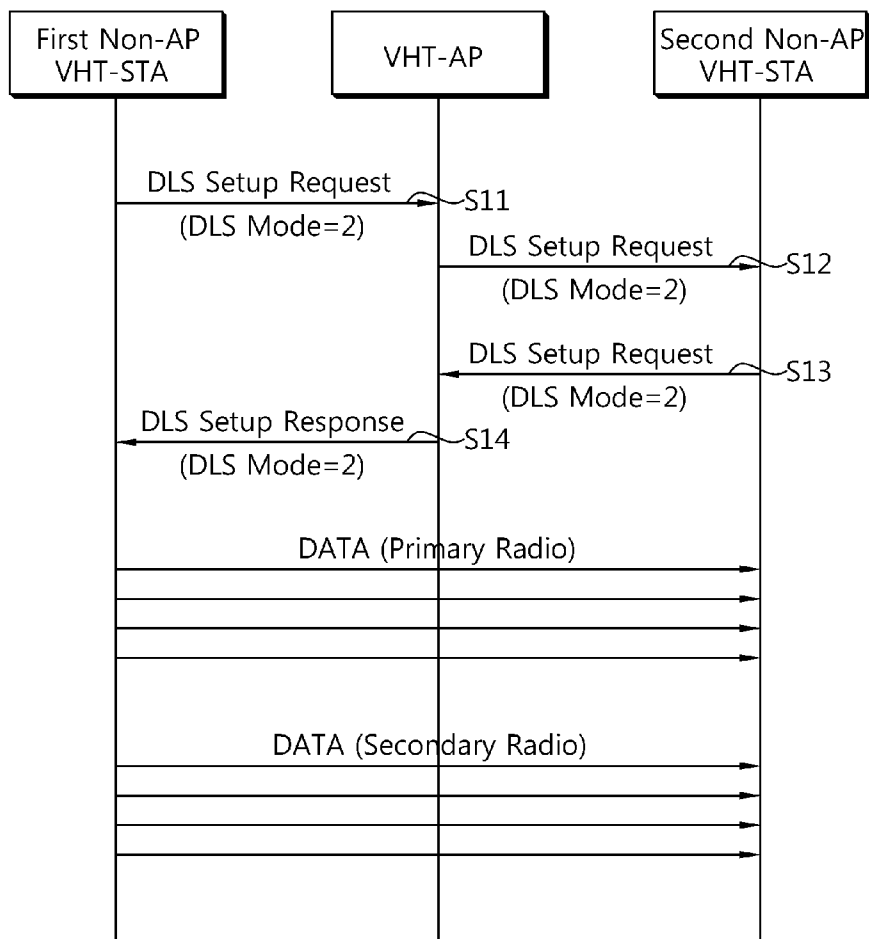 First Non-AP
VHT-STA
VHT-AP
Second Non-AP
VHT-STA
DLS Setup Request
S11
(DLS Mode=2)
DLS Setup Request
S12
(DLS Mode=2)
DLS Setup Request
S13
(DLS Mode=2)
DLS Setup Response
S14
(DLS Mode=2)
DATA (Primary Radio)
DATA (Secondary Radio)